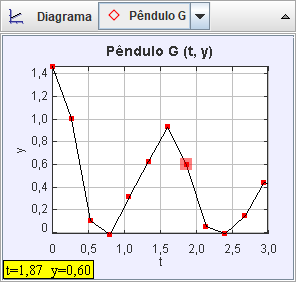 Diagrama
Pêndulo G
Pêndulo G (t, y)
1,4
1,2
1,0
0,8
0,6
0,4
0,2
0
y
0 0,5 1,0 1,5 2,0 2,5 3,0
t
t=1,87 y=0,60